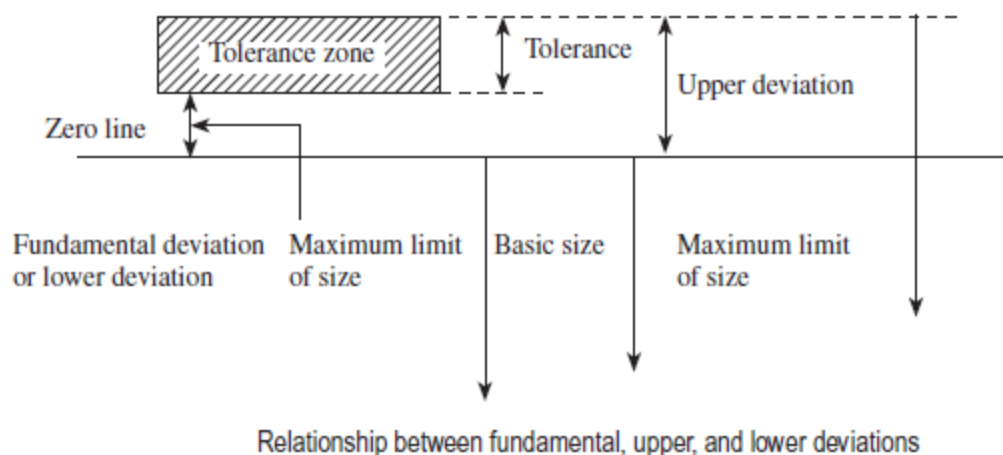 Tolerance zone
Tolerance
Upper deviation
Zero line
Fundamental deviation
or lower deviation
Maximum limit
of size
Basic size
Maximum limit
of size
Relationship between fundamental, upper, and lower deviations